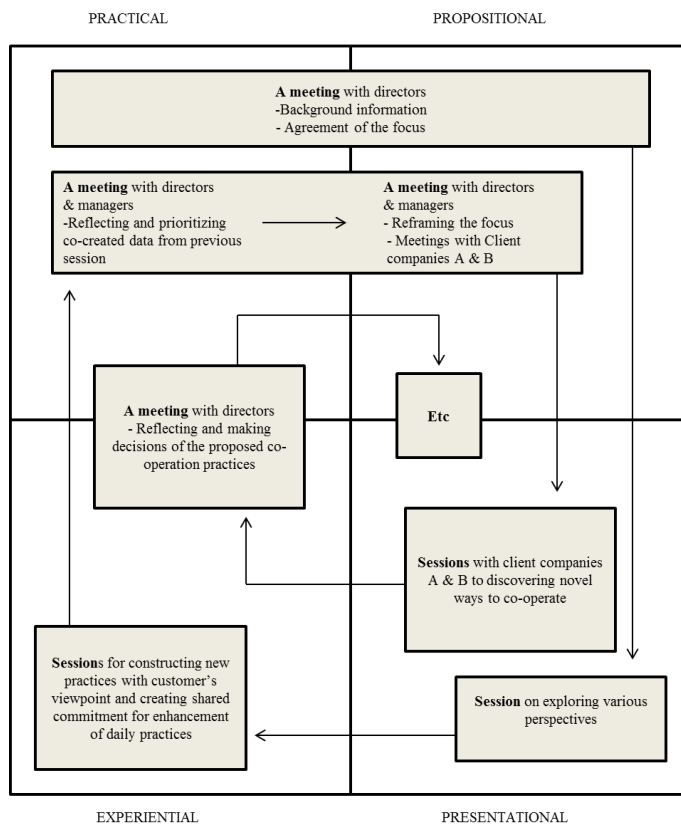 PRACTICAL
PROPOSITIONAL
A meeting with directors
-Background information
- Agreement of the focus
A meeting with directors
& managers
-Reflecting and prioritizing
co-created data from previous
session
A meeting with directors
& managers
- Reframing the focus
- Meetings with Client
companies A & B
A meeting with directors
- Reflecting and making
decisions of the proposed co-
operation practices
Etc
Sessions with client companies
A & B to discovering novel
ways to co-operate
Sessions for constructing new
practices with customer's
viewpoint and creating shared
commitment for enhancement
of daily practices
Session on exploring various
perspectives
EXPERIENTIAL
PRESENTATIONAL